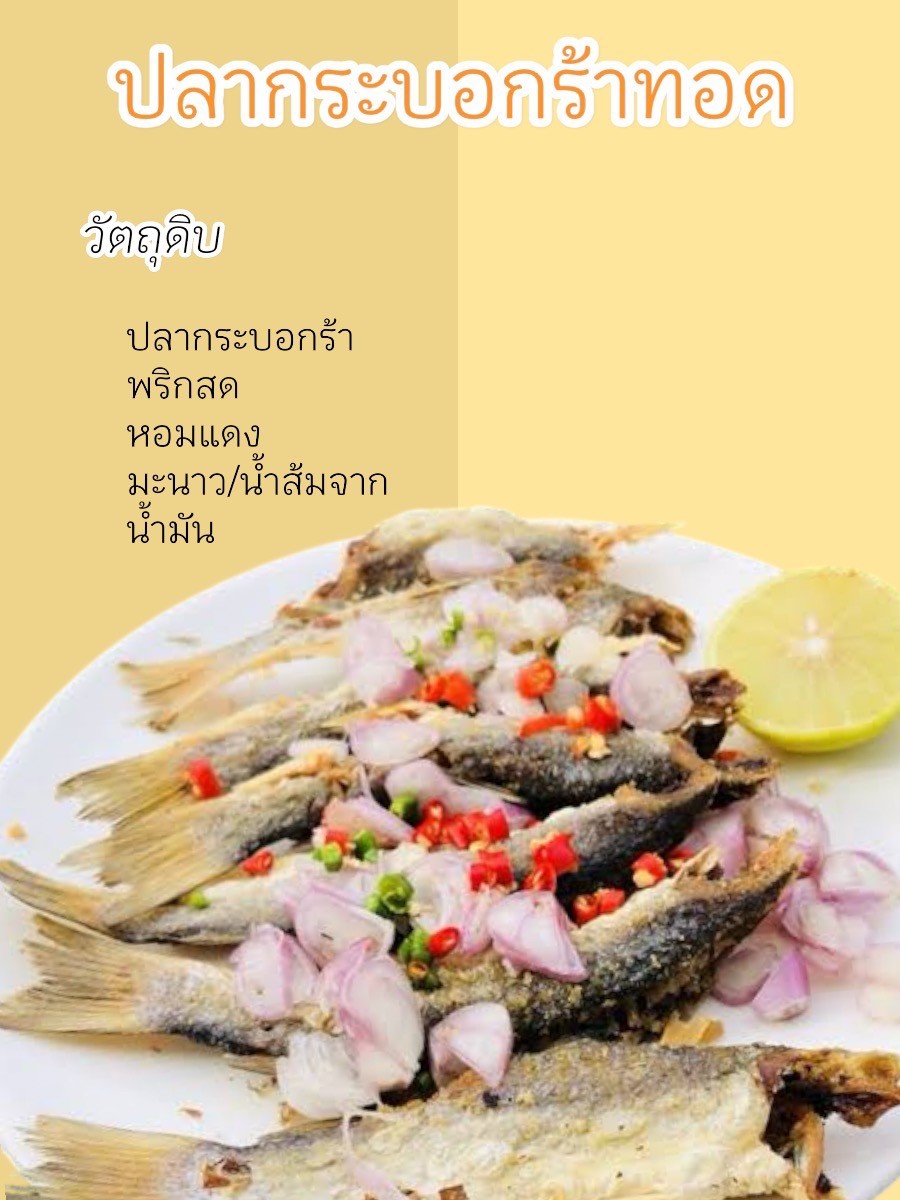 ปลากระบอกร้าทอด
วัตถุดิบ
ปลากระบอกร้า
พริกสด
หอมแดง
มะนาว/น้ำส้มจาก
น้ำมัน